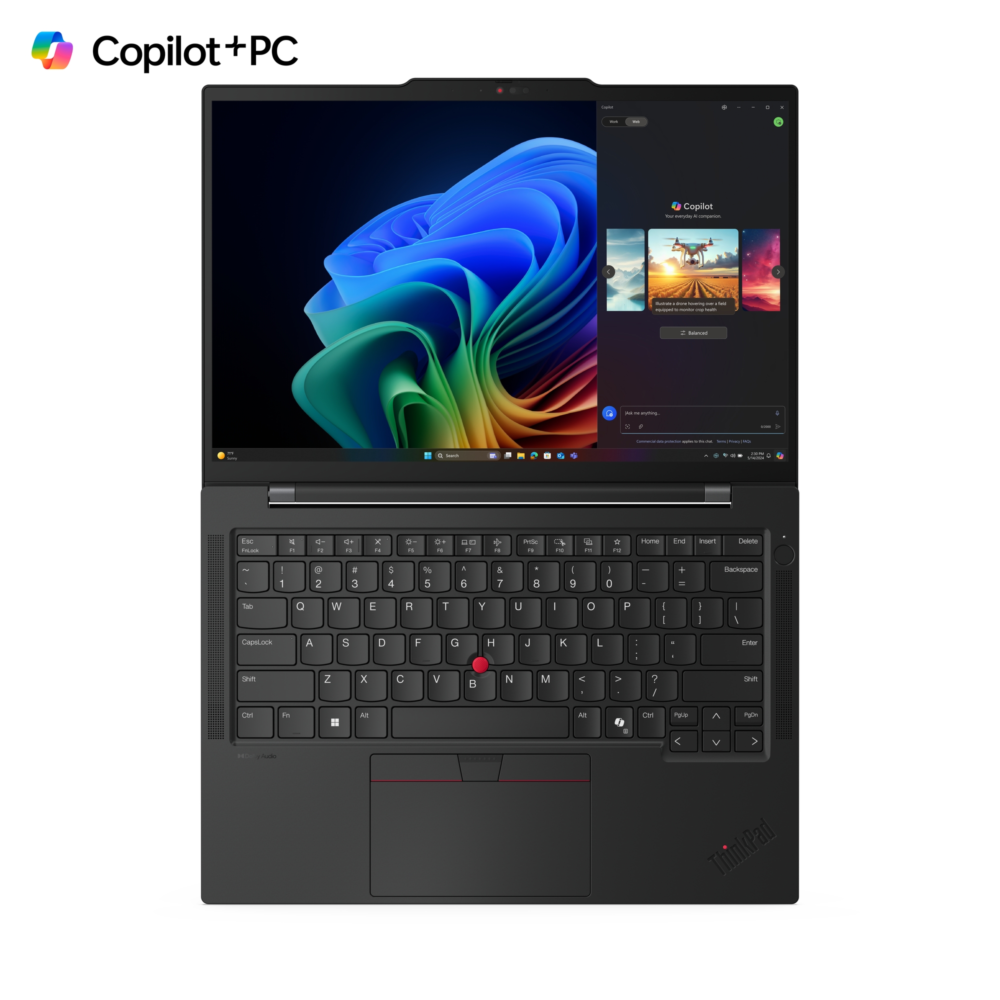 Copilot+PC
Copilot
Work Web
Copilot
Your everyday AI companion.
Illustrate a drone hovering over a field
equipped to monitor crop health
Balanced
Ask me anything...
0/2000
Commercial data protection applies to this chat. Terms | Privacy | FAQs
71°F
Sunny
Search
2:30 PM
5/14/2024
Esc
FnLock F1 F2 F3 F4 F5 F6 F7 F8 PrtSc F9 F10 F11 F12 Home End Insert Delete
~ ! @ # $ % ^ & * ( ) — + Backspace
` 1 2 3 4 5 6 7 8 9 0 - =
Tab Q W E R T Y U I O P { } |
[ ] \
CapsLock A S D F G H J K L : “ Enter
; ‘
Shift Z X C V B N M < > ? Shift
, . /
Ctrl Fn Alt Alt Ctrl PgUp PgDn
Dolby Audio
ThinkPad